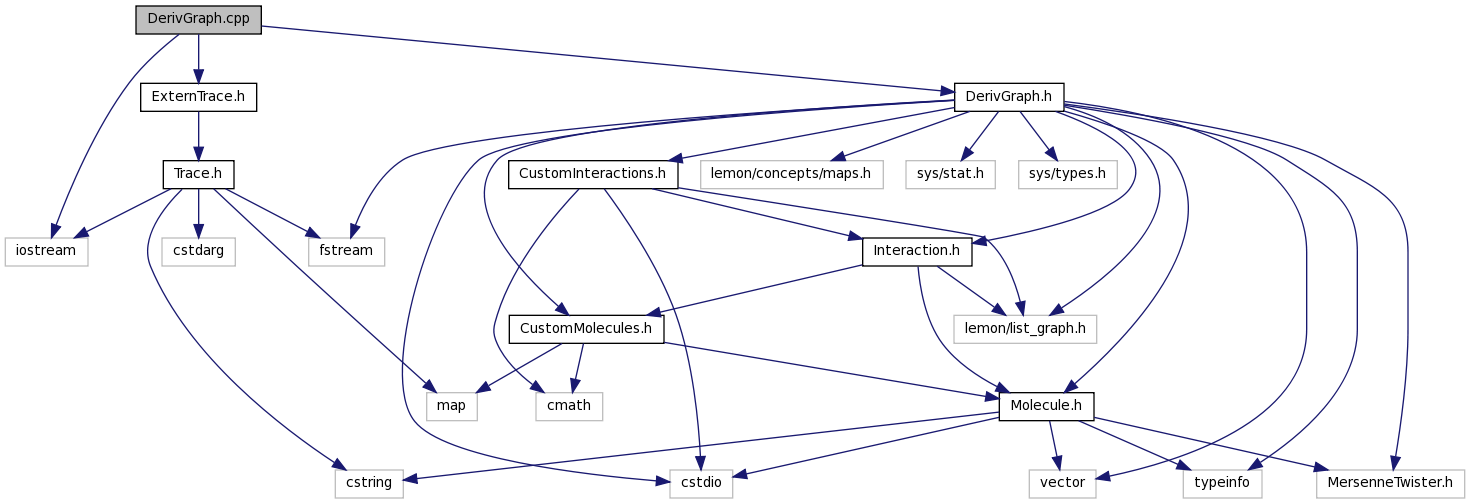 DerivGraph.cpp
ExternTrace.h
DerivGraph.h
Trace.h
CustomInteractions.h
lemon/concepts/maps.h
sys/stat.h
sys/types.h
iostream
cstdarg
fstream
Interaction.h
CustomMolecules.h
lemon/list_graph.h
map
cmath
Molecule.h
cstring
cstdio
vector
typeinfo
MersenneTwister.h